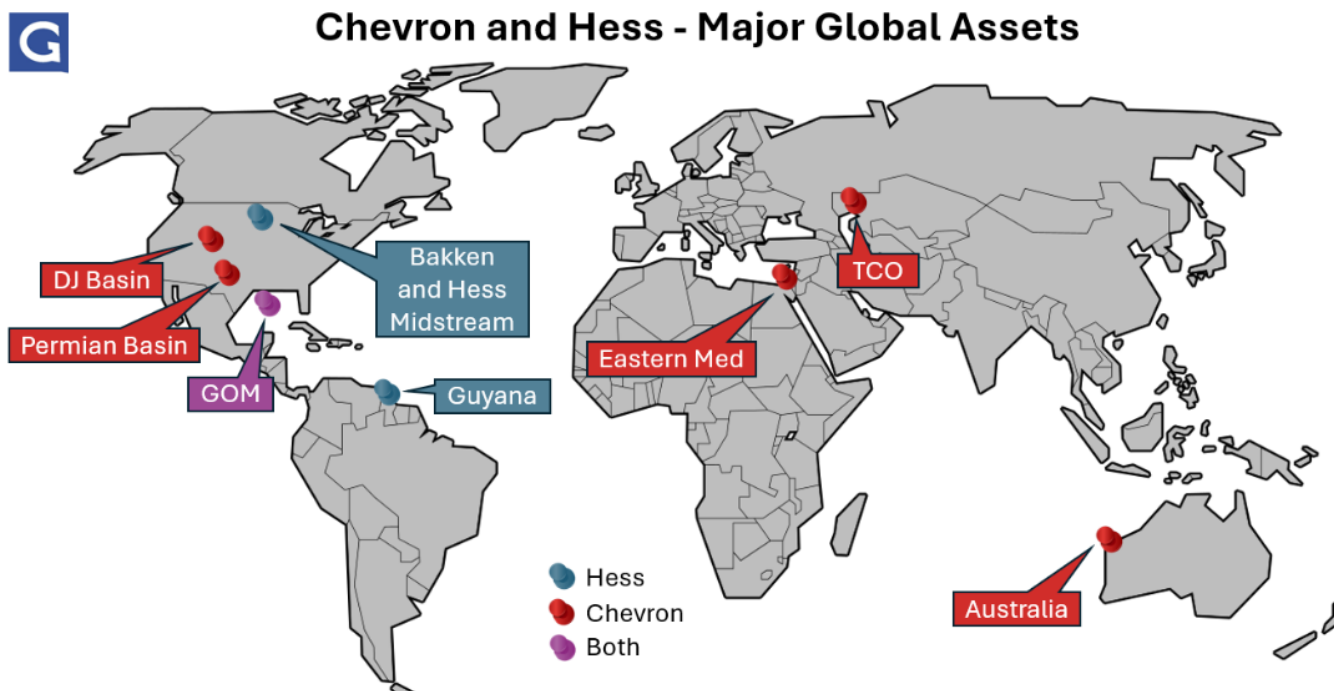 G
Chevron and Hess - Major Global Assets
DJ Basin
Bakken
and Hess
Midstream
TCO
Permian Basin
Eastern Med
GOM
Guyana
Hess
Chevron
Both
Australia